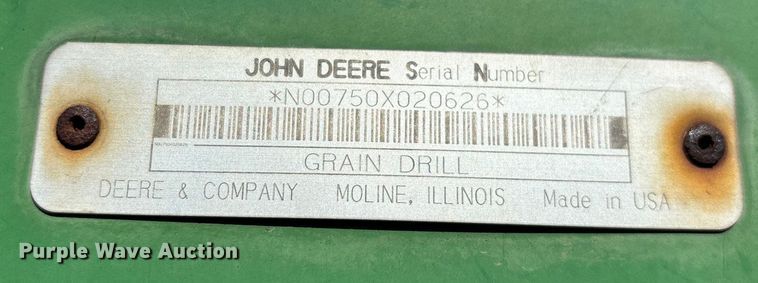 JOHN DEERE Serial Number
*N00750X020626*
GRAIN DRILL
DEERE & COMPANY MOLINE, ILLINOIS Made in USA
Purple Wave Auction